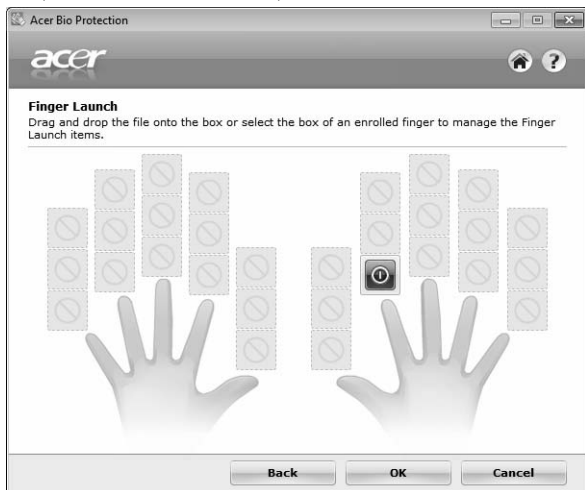 Acer Bio Protection
acer
Finger Launch
Drag and drop the file onto the box or select the box of an enrolled finger to manage the Finger
Launch items.
Back OK Cancel